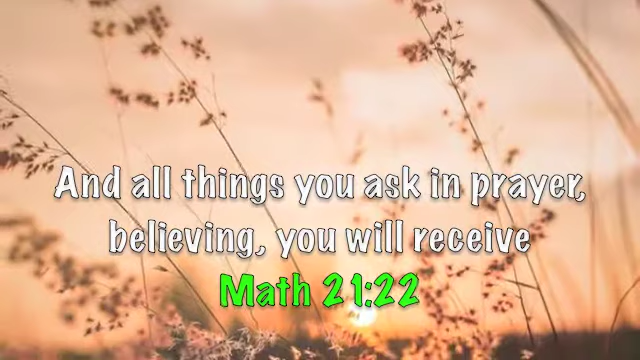 And all things you ask in prayer,
believing, you will receive
Math 21:22